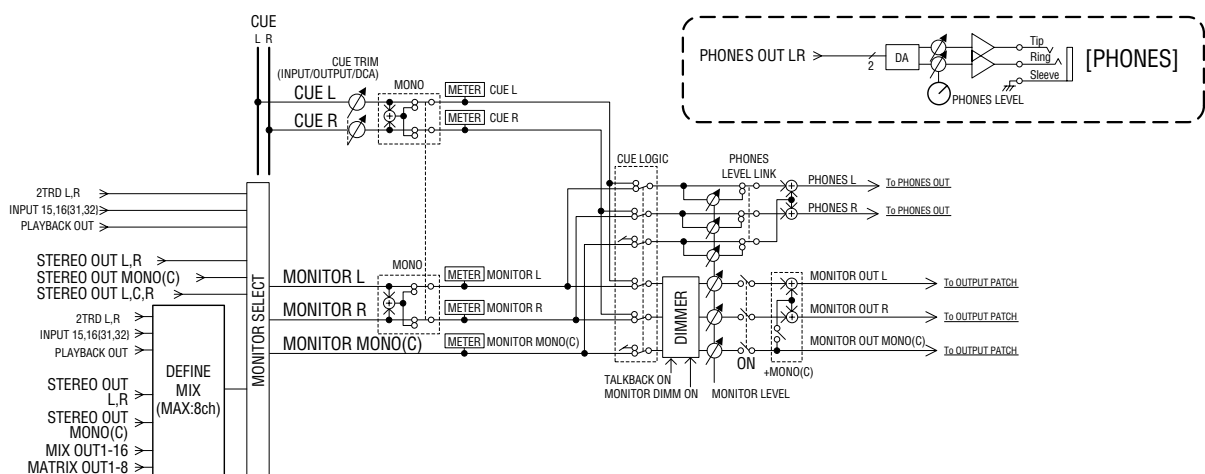 CUE
L R
CUE TRIM
(INPUT/OUTPUT/DCA)
CUE L
CUE R
MONO
METER CUE L
METER CUE R
PHONES OUT LR
2
DA
Tip
Ring
Sleeve
PHONES LEVEL
[PHONES]
2TRD L,R
INPUT 15,16(31,32)
PLAYBACK OUT
STEREO OUT L,R
STEREO OUT MONO(C)
STEREO OUT L,C,R
2TRD L,R
INPUT 15,16(31,32)
PLAYBACK OUT
STEREO OUT
L,R
STEREO OUT
MONO(C)
MIX OUT1-16
MATRIX OUT1-8
DEFINE
MIX
(MAX:8ch)
MONITOR SELECT
MONITOR L
MONITOR R
MONITOR MONO(C)
MONO
METER MONITOR L
METER MONITOR R
METER MONITOR MONO(C)
CUE LOGIC
PHONES
LEVEL LINK
PHONES L
To PHONES OUT
PHONES R
To PHONES OUT
DIMMER
TALKBACK ON
MONITOR DIMM ON
MONITOR LEVEL
ON
+MONO(C)
MONITOR OUT L
To OUTPUT PATCH
MONITOR OUT R
To OUTPUT PATCH
MONITOR OUT MONO(C)
To OUTPUT PATCH